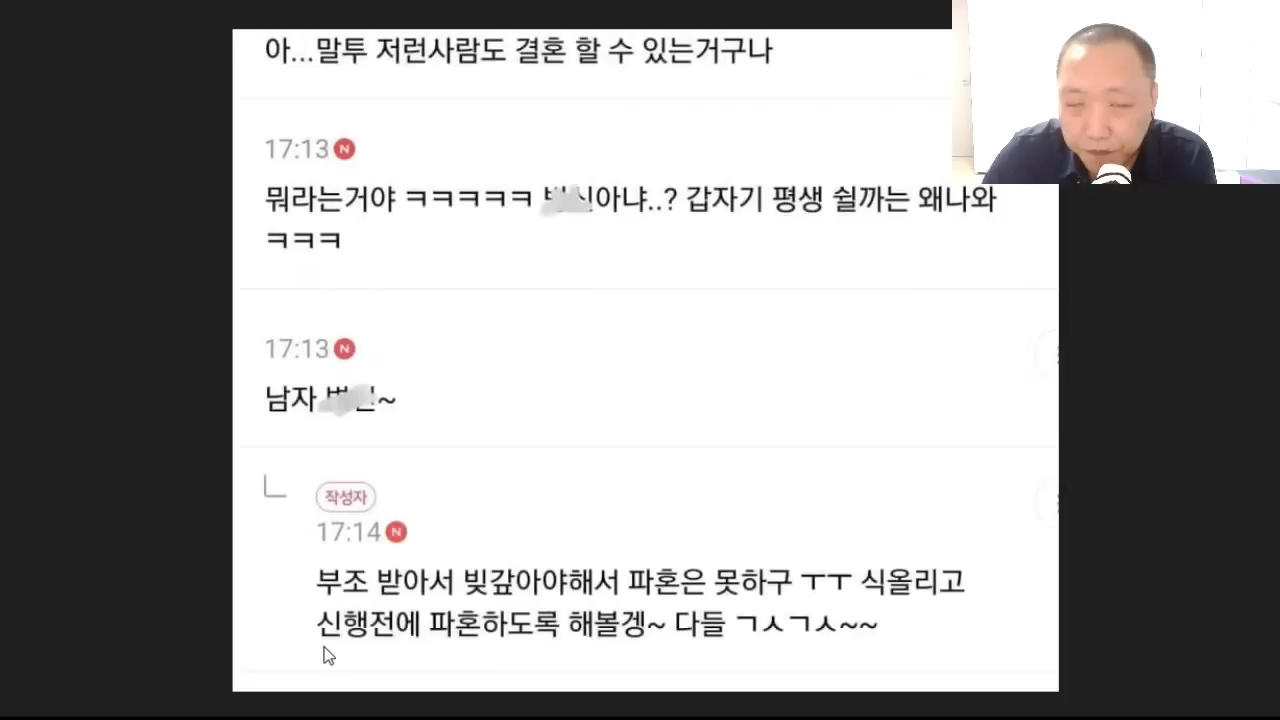 아...말투 저런사람도 결혼 할 수 있는거구나
17:13 N
뭐라는거야 ㅋㅋㅋㅋㅋ 아냐..? 갑자기 평생 쉴까는 왜나와
ㅋㅋㅋ
17:13 N
남자 ~
작성자
17:14 N
부조 받아서 빚갚아야해서 파혼은 못하구 ㅜㅜ 식올리고
신행전에 파혼하도록 해볼겡~ 다들 ㄱㅅㄱㅅ~~